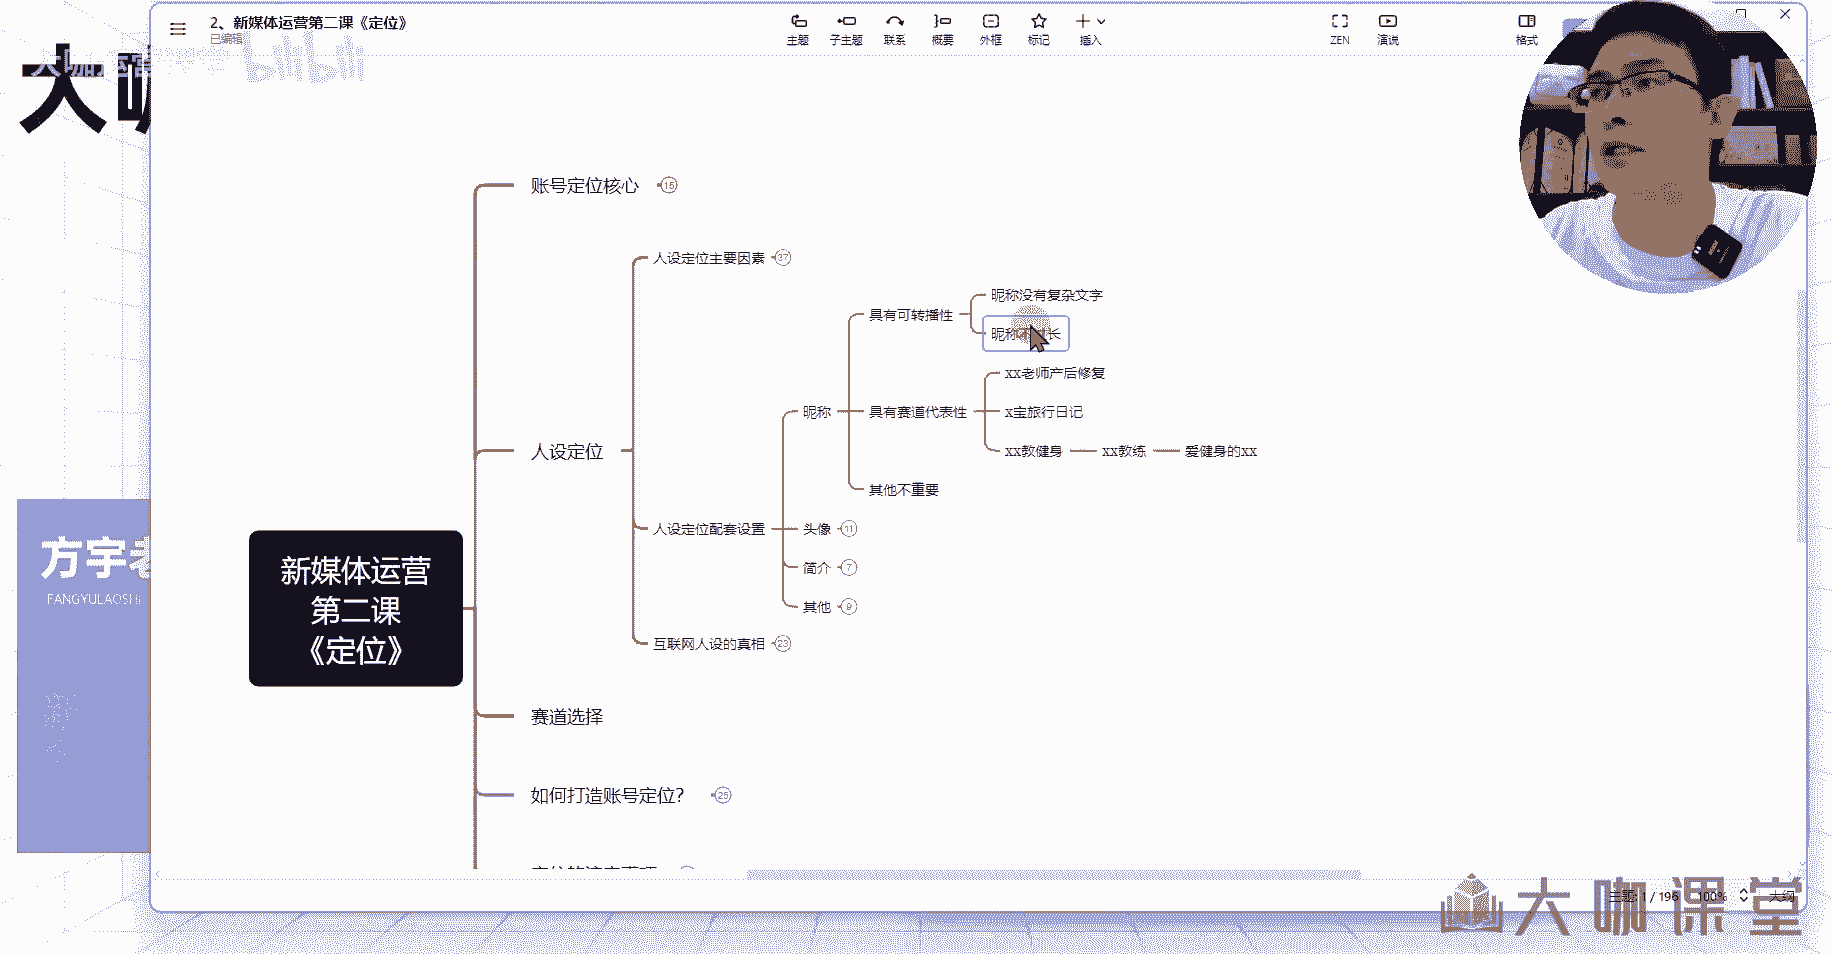 2、新媒体运营第二课《定位》
已编辑
主题
子主题
联系
概要
外框
标记
插入
ZEN
演说
格式
大咖运营
bilibili
大
账号定位核心 15
人设定位主要因素 37
昵称没有复杂文字
具有可转播性
xx老师产后修复
昵称
具有赛道代表性
x宝旅行日记
人设定位
xx教健身
xx教练
爱健身的xx
其他不重要
人设定位配套设置
头像 11
方宇老
FANGYULAOSHI
新媒体运营
第二课
《定位》
简介 7
其他 9
互联网人设的真相 23
赛道选择
如何打造账号定位? 25
主题: 1 / 196
100%
大纲
大咖课堂